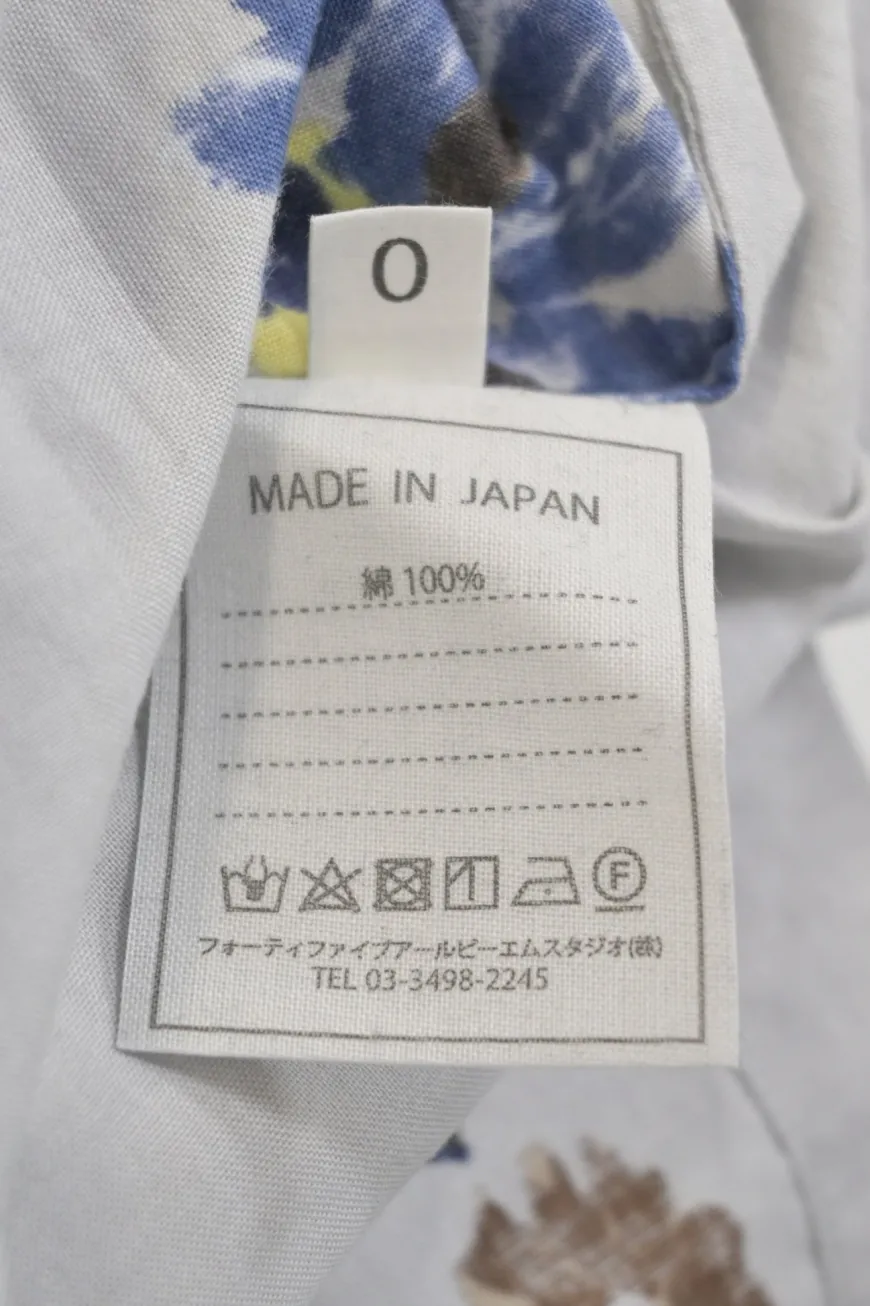 0
MADE IN JAPAN
綿 100%
F
フォーティファイブアールピーエムスタジオ(株)
TEL 03-3498-2245